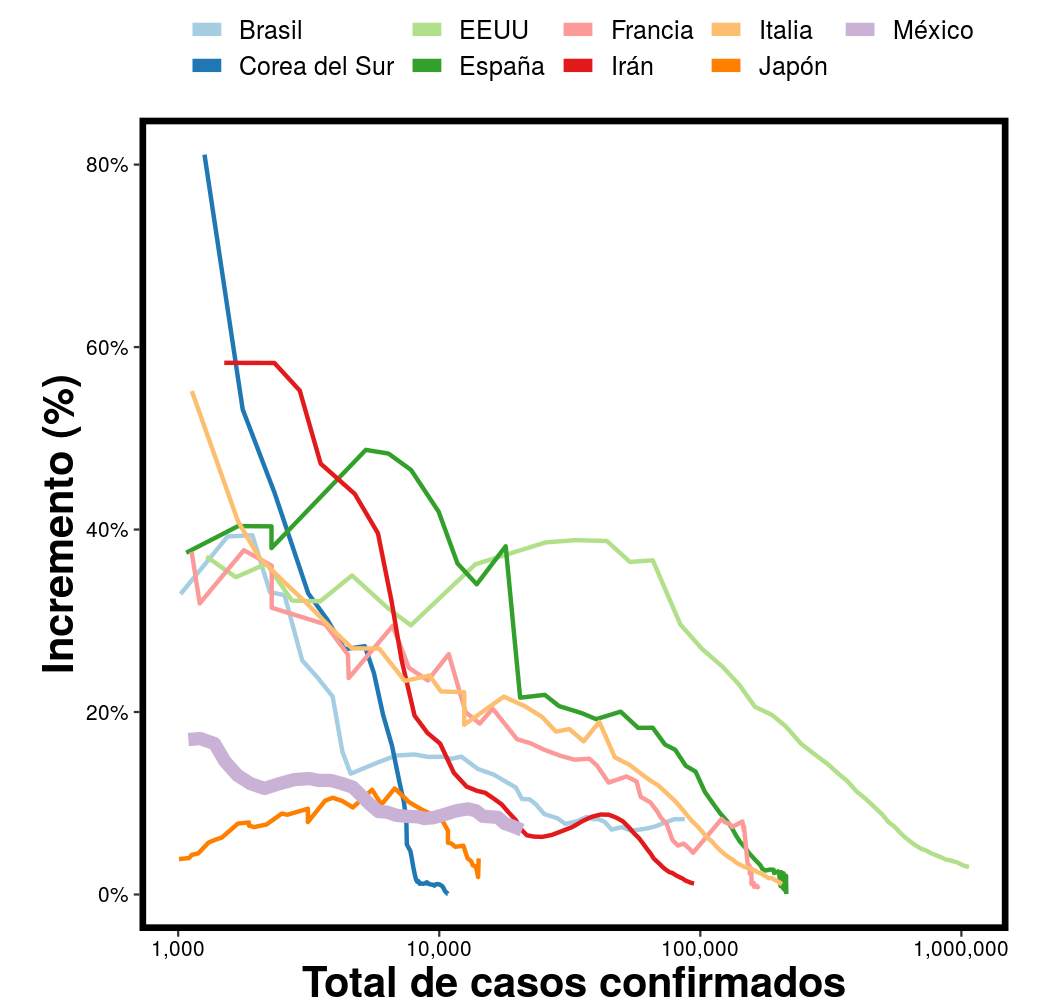 Brasil EEUU Francia Italia México
Corea del Sur España Irán Japón
80%
60%
40%
20%
0%
Incremento (%)
1,000 10,000 100,000 1,000,000
Total de casos confirmados